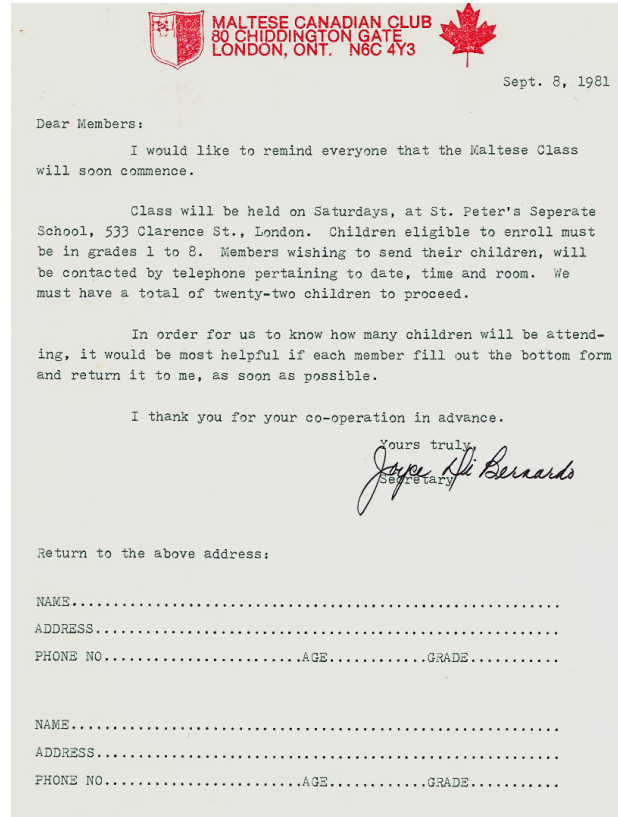 MALTESE CANADIAN CLUB
80 CHIDDINGTON GATE
LONDON, ONT. N6C 4Y3
Sept. 8, 1981
Dear Members:
I would like to remind everyone that the Maltese Class
will soon commence.
Class will be held on Saturdays, at St. Peter's Seperate
School, 533 Clarence St., London. Children eligible to enroll must
be in grades 1 to 8. Members wishing to send their children, will
be contacted by telephone pertaining to date, time and room. We
must have a total of twenty-two children to proceed.
In order for us to know how many children will be attend-
ing, it would be most helpful if each member fill out the bottom form
and return it to me, as soon as possible.
I thank you for your co-operation in advance.
Yours truly,
Joyce Di Bernardo
Secretary
Return to the above address:
NAME............................................................
ADDRESS.........................................................
PHONE NO........................AGE............GRADE...........
NAME............................................................
ADDRESS.........................................................
PHONE NO........................AGE............GRADE...........